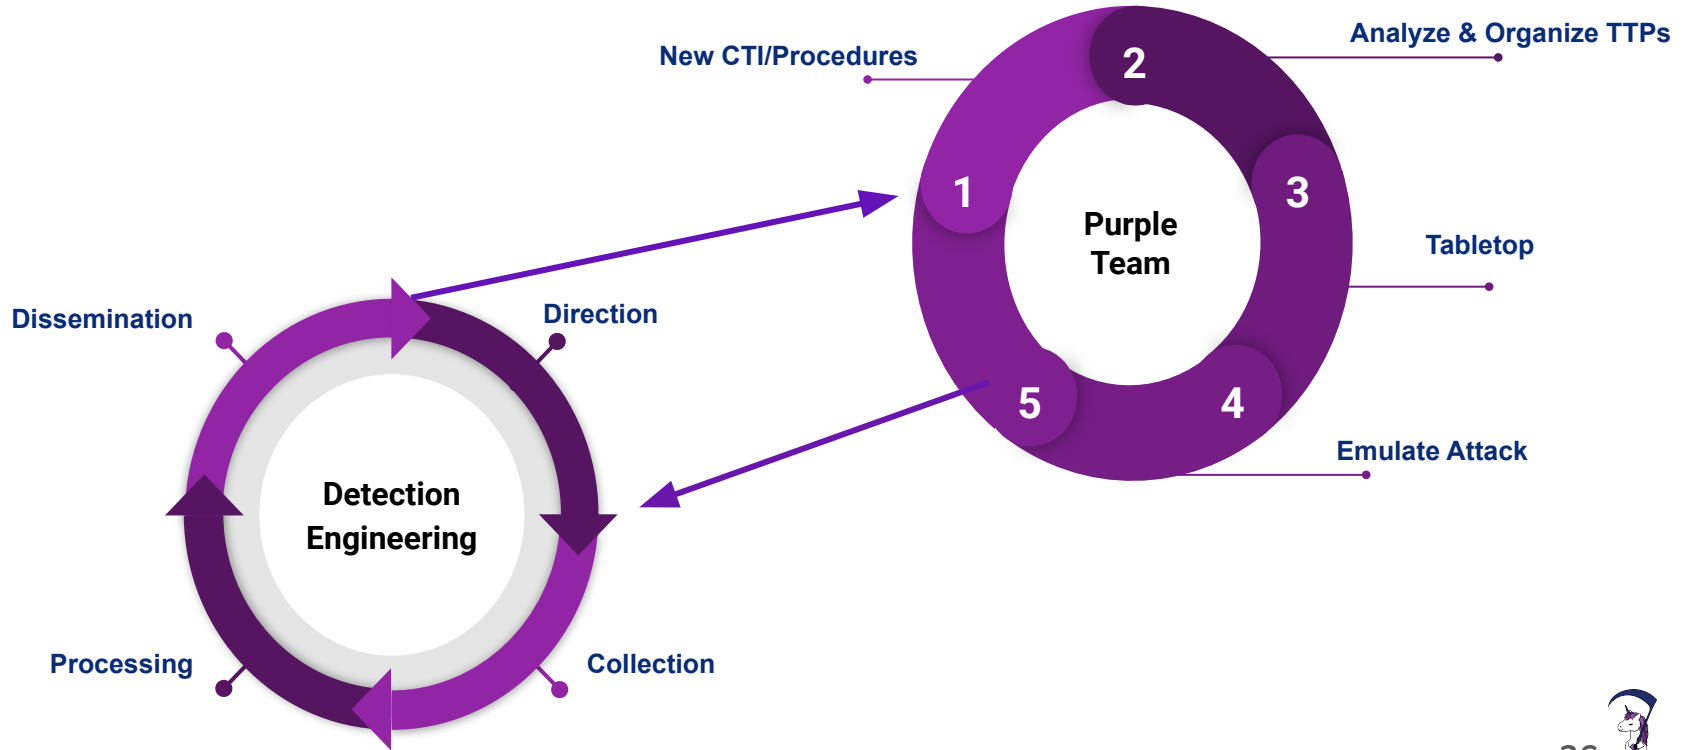 New CTI/Procedures
Analyze & Organize TTPs
2
1
3
Purple
Team
Tabletop
5
4
Emulate Attack
Dissemination
Direction
Detection
Engineering
Processing
Collection